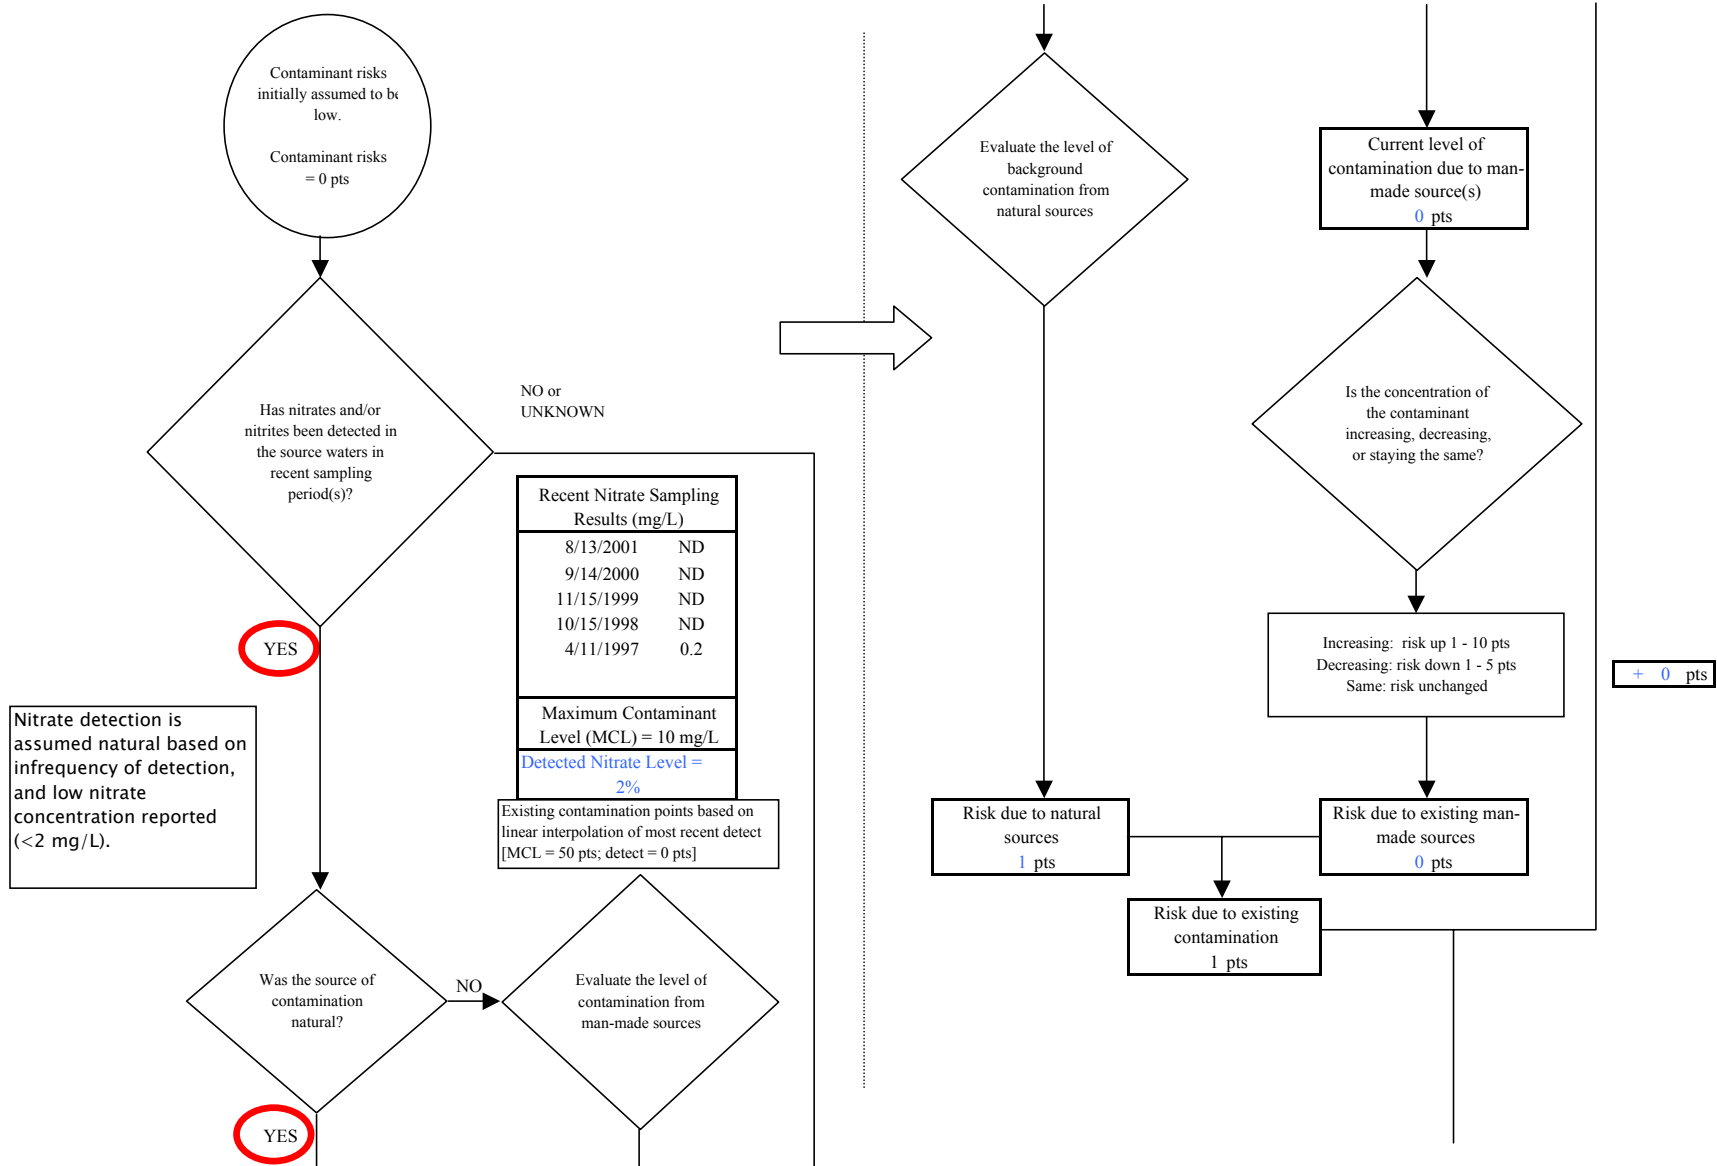 Contaminant risks
initially assumed to be
low.
Contaminant risks
= 0 pts
Has nitrates and/or
nitrites been detected in
the source waters in
recent sampling
period(s)?
NO or
UNKNOWN
YES
Recent Nitrate Sampling
Results (mg/L)
8/13/2001 ND
9/14/2000 ND
11/15/1999 ND
10/15/1998 ND
4/11/1997 0.2
Maximum Contaminant
Level (MCL) = 10 mg/L
Detected Nitrate Level =
2%
Existing contamination points based on
linear interpolation of most recent detect
[MCL = 50 pts; detect = 0 pts]
Nitrate detection is
assumed natural based on
infrequency of detection,
and low nitrate
concentration reported
(<2 mg/L).
Was the source of
contamination
natural?
NO
Evaluate the level of
contamination from
man-made sources
YES
Evaluate the level of
background
contamination from
natural sources
Current level of
contamination due to man-
made source(s)
0 pts
Is the concentration of
the contaminant
increasing, decreasing,
or staying the same?
Increasing: risk up 1 - 10 pts
Decreasing: risk down 1 - 5 pts
Same: risk unchanged
+ 0 pts
Risk due to natural
sources
1 pts
Risk due to existing man-
made sources
0 pts
Risk due to existing
contamination
1 pts